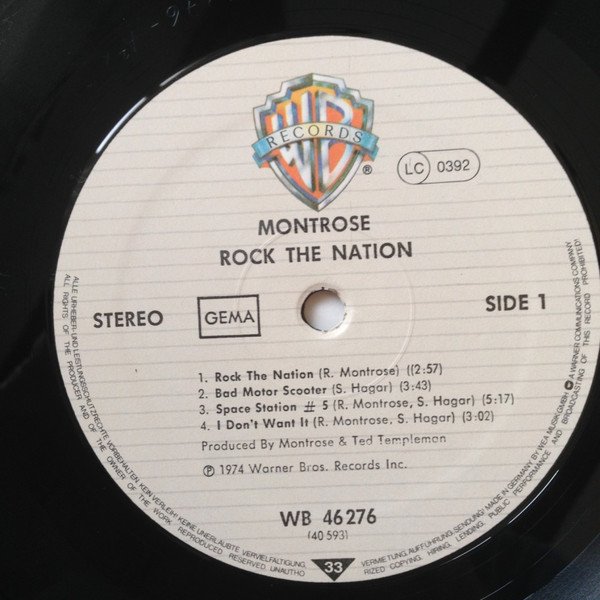 WB
RECORDS
®
LC 0392
MONTROSE
ROCK THE NATION
STEREO
GEMA
SIDE 1
1. Rock The Nation (R. Montrose) ((2:57)
2. Bad Motor Scooter (S. Hagar) (3:43)
3. Space Station # 5 (R. Montrose, S. Hagar) (5:17)
4. I Don't Want It (R. Montrose, S. Hagar) (3:02)
Produced By Montrose & Ted Templeman
℗ 1974 Warner Bros. Records Inc.
WB 46276
(40 593)
33
ALLE URHEBER- UND LEISTUNGSSCHUTZRECHTE VORBEHALTEN. KEIN VERLEIH! KEINE UNERLAUBTE VERVIELFÄLTIGUNG,
VERMIETUNG, AUFFÜHRUNG, SENDUNG! MADE IN GERMANY BY WEA MUSIK GMBH A WARNER COMMUNICATIONS COMPANY
ALL RIGHTS OF THE PRODUCER AND OF THE OWNER OF THE WORK REPRODUCED RESERVED. UNAUTHO
RIZED COPYING, HIRING, LENDING, PUBLIC PERFORMANCE AND BROADCASTING OF THIS RECORD PROHIBITED!